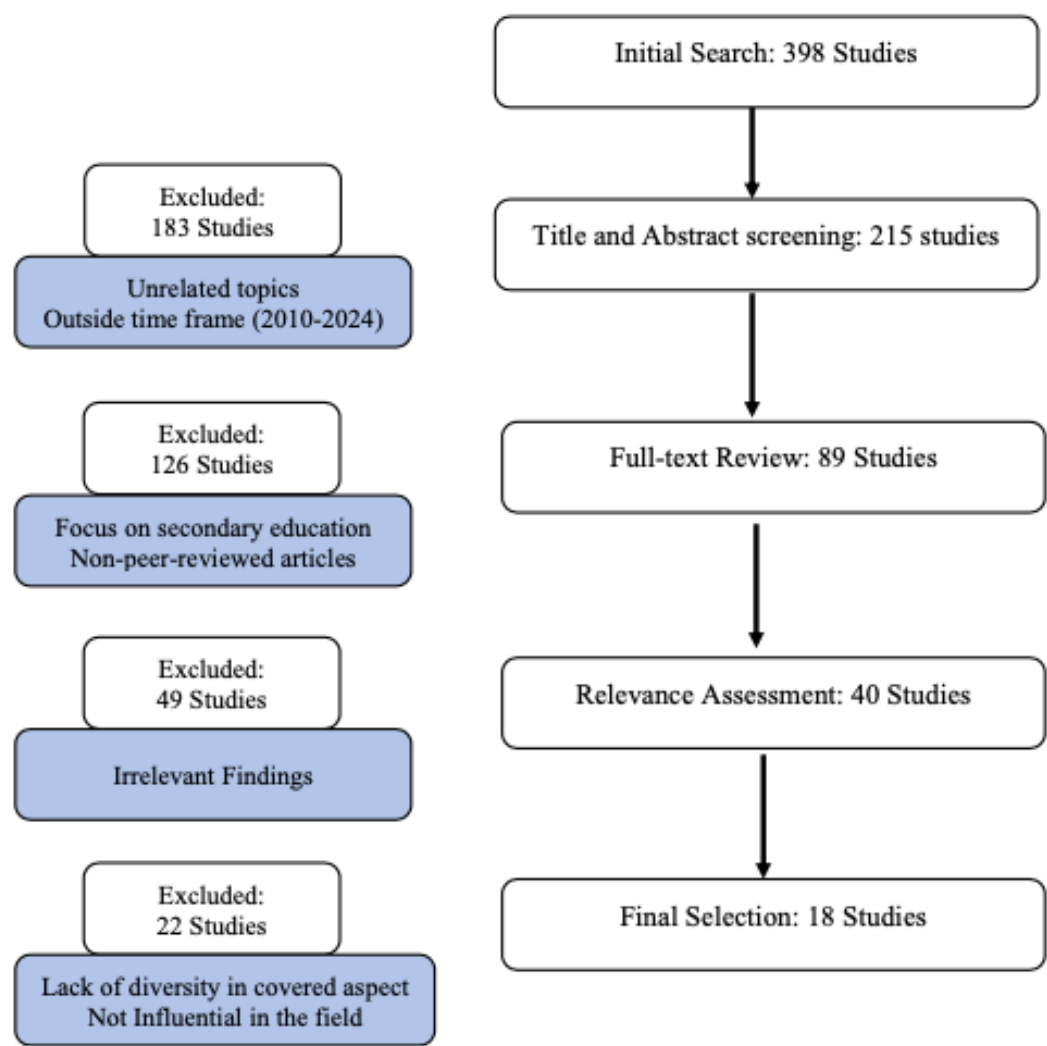 Initial Search: 398 Studies
Excluded:
183 Studies
Unrelated topics
Outside time frame (2010-2024)
Title and Abstract screening: 215 studies
Excluded:
126 Studies
Focus on secondary education
Non-peer-reviewed articles
Full-text Review: 89 Studies
Excluded:
49 Studies
Irrelevant Findings
Relevance Assessment: 40 Studies
Excluded:
22 Studies
Lack of diversity in covered aspect
Not Influential in the field
Final Selection: 18 Studies